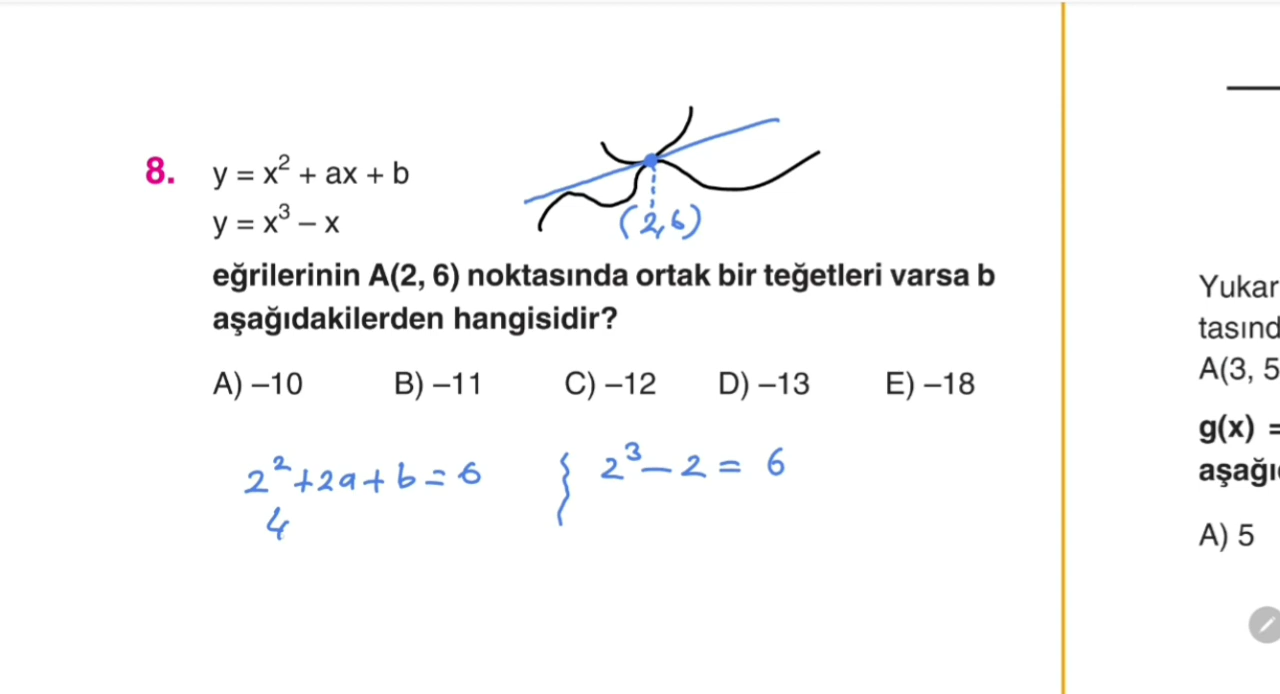 8. y = x² + ax + b
y = x³ – x
(2,6)
eğrilerinin A(2, 6) noktasında ortak bir teğetleri varsa b
aşağıdakilerden hangisidir?
A) –10 B) –11 C) –12 D) –13 E) –18
2² + 2a + b = 6 } 2³ – 2 = 6
4
Yukar
tasınd
A(3, 5
g(x) =
aşağı
A) 5